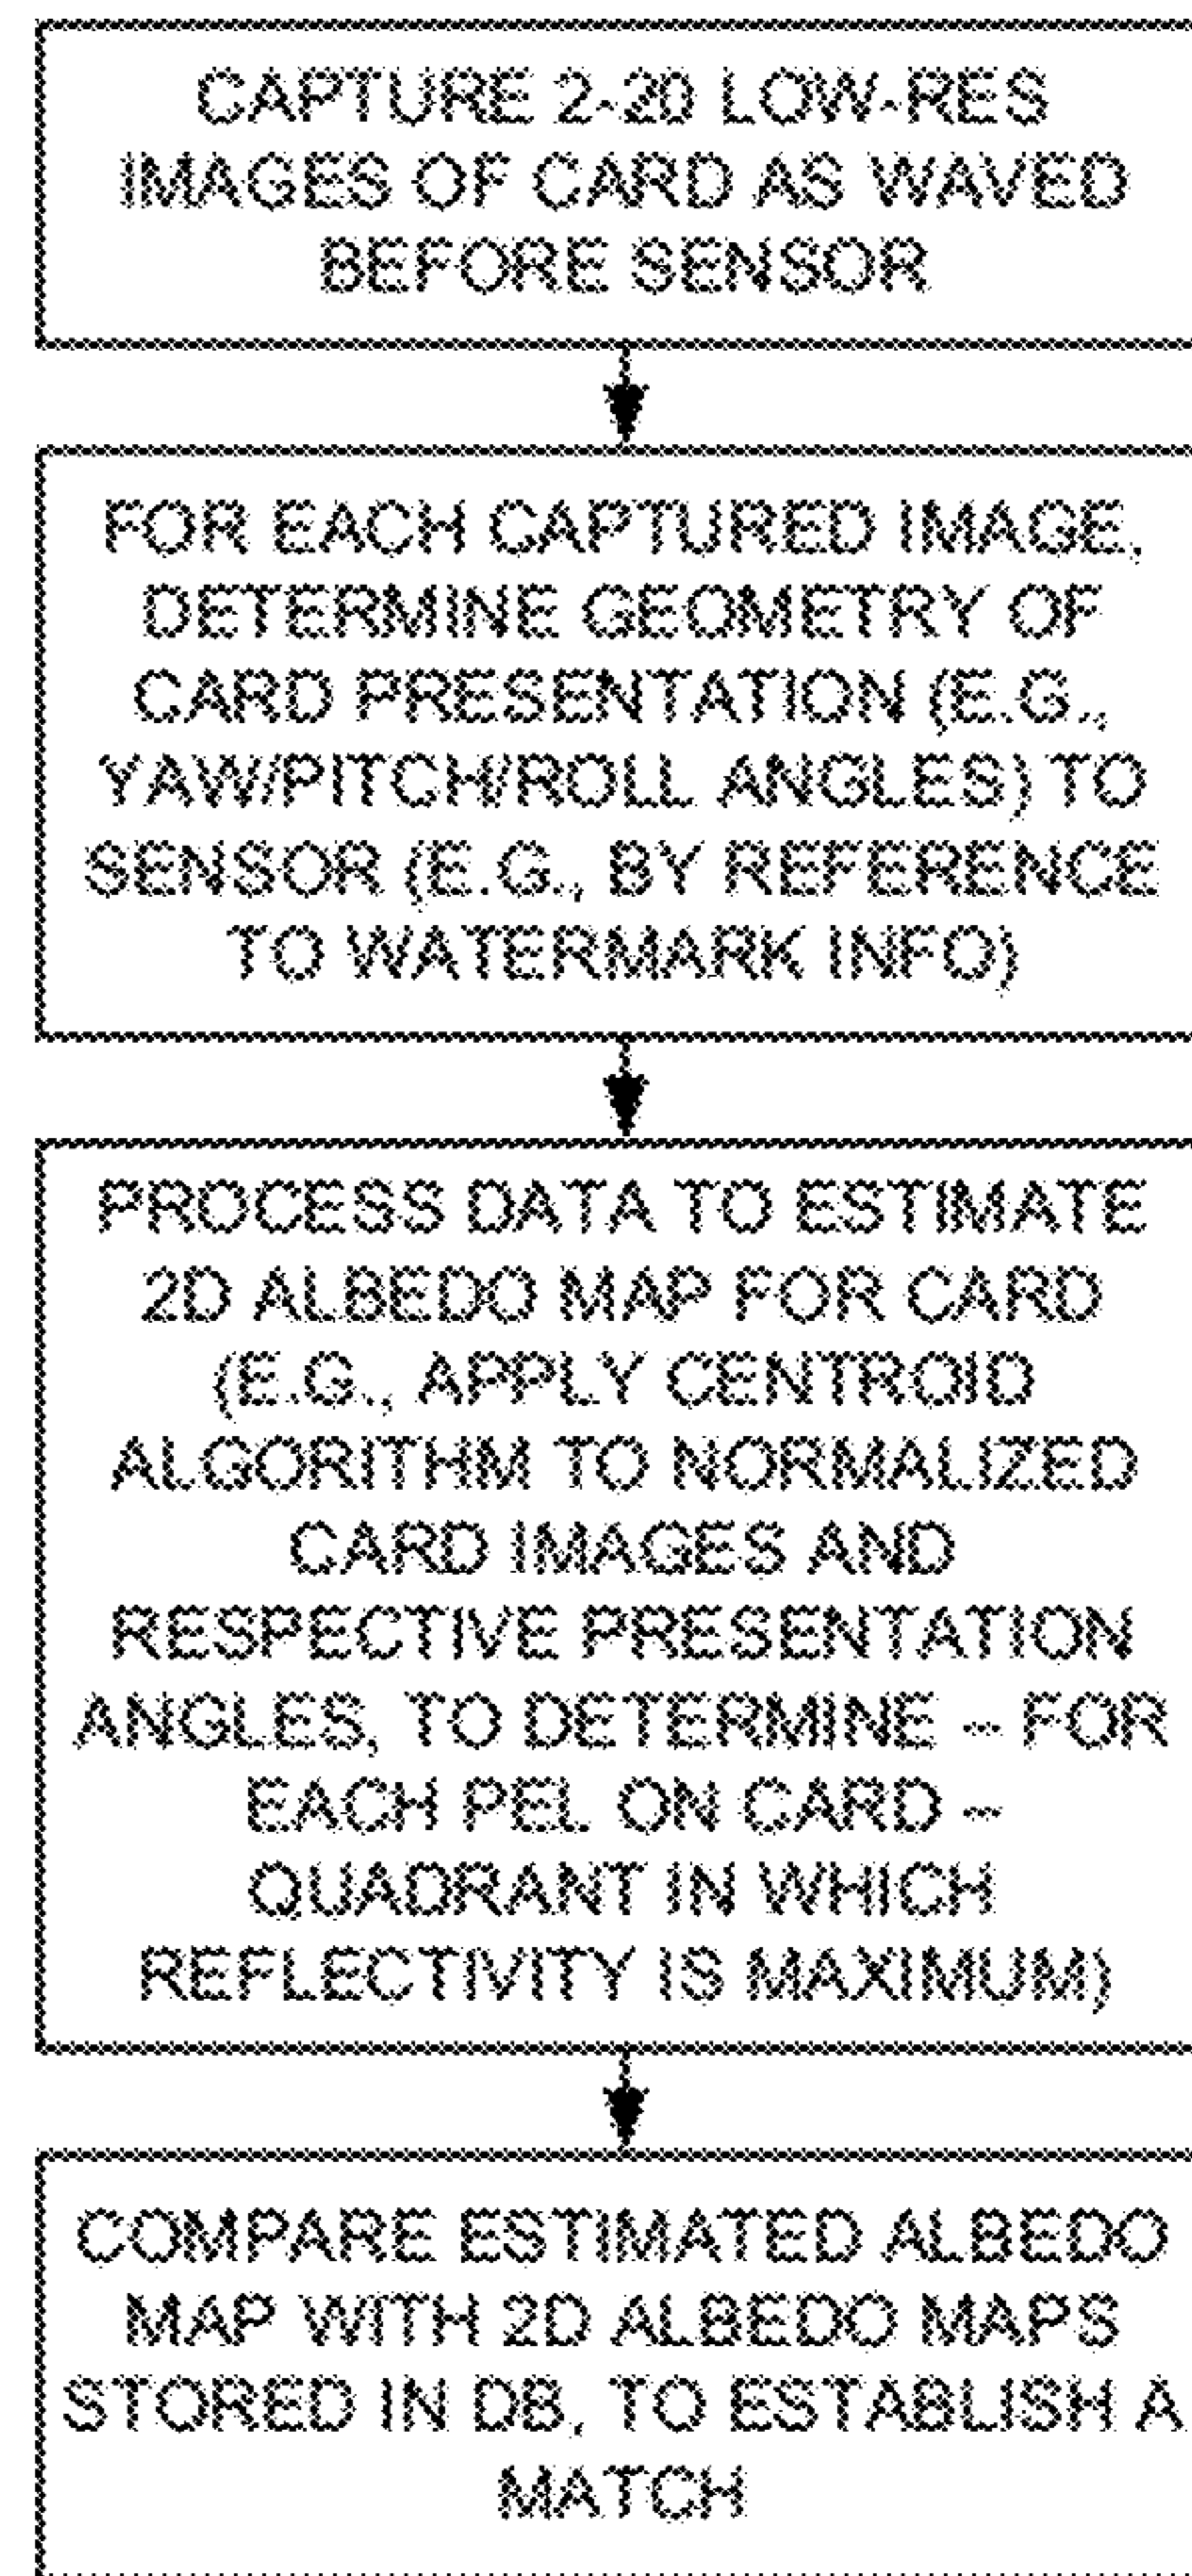 CAPTURE 2-20 LOW-RES
IMAGES OF CARD AS WAVED
BEFORE SENSOR
FOR EACH CAPTURED IMAGE,
DETERMINE GEOMETRY OF
CARD PRESENTATION (E.G.,
YAW/PITCH/ROLL ANGLES) TO
SENSOR (E.G., BY REFERENCE
TO WATERMARK INFO)
PROCESS DATA TO ESTIMATE
2D ALBEDO MAP FOR CARD
(E.G., APPLY CENTROID
ALGORITHM TO NORMALIZED
CARD IMAGES AND
RESPECTIVE PRESENTATION
ANGLES, TO DETERMINE – FOR
EACH PEL ON CARD –
QUADRANT IN WHICH
REFLECTIVITY IS MAXIMUM)
COMPARE ESTIMATED ALBEDO
MAP WITH 2D ALBEDO MAPS
STORED IN DB, TO ESTABLISH A
MATCH